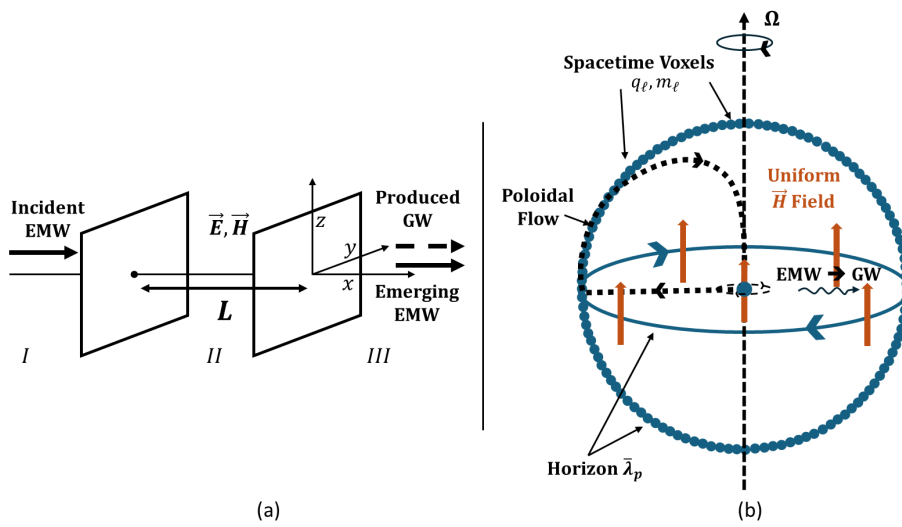 Incident
EMW
E⃗, H⃗
L
I
II
III
z
y
x
Produced
GW
Emerging
EMW
(a)
Ω
Spacetime Voxels
qℓ, mℓ
Poloidal
Flow
Uniform
H⃗ Field
EMW → GW
Horizon λ̄p
(b)